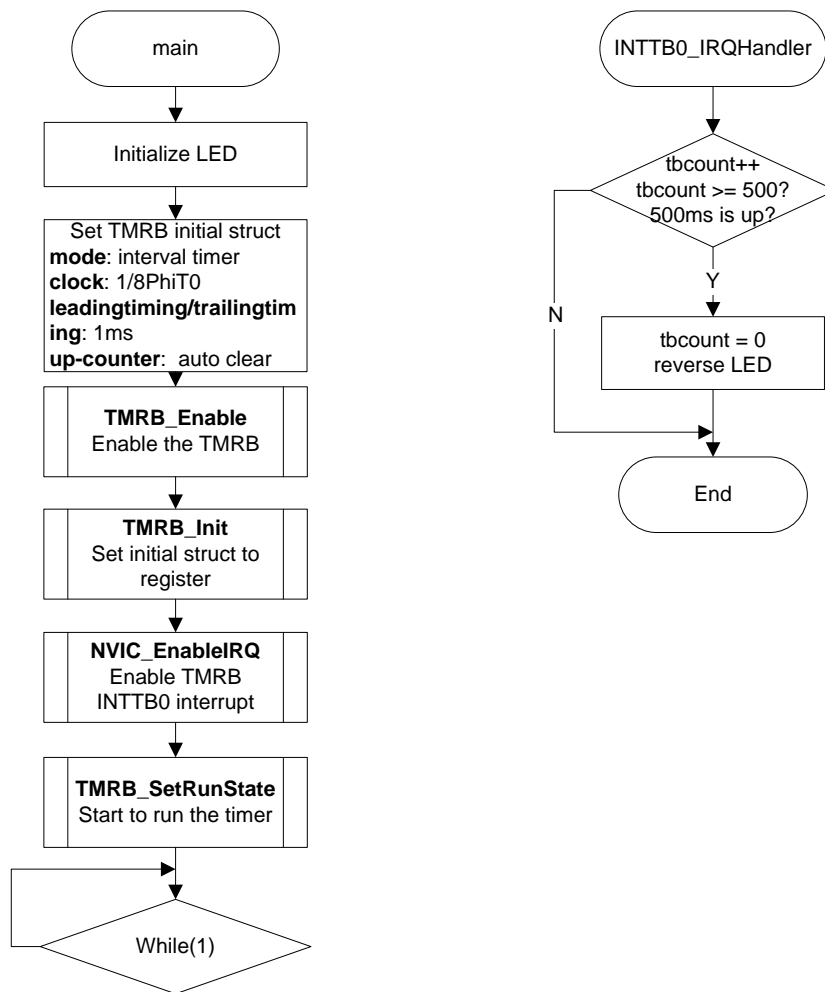 main
Initialize LED
Set TMRB initial struct
mode: interval timer
clock: 1/8PhiT0
leadingtiming/trailingtim
ing: 1ms
up-counter: auto clear
TMRB_Enable
Enable the TMRB
TMRB_Init
Set initial struct to
register
NVIC_EnableIRQ
Enable TMRB
INTTB0 interrupt
TMRB_SetRunState
Start to run the timer
While(1)
INTTB0_IRQHandler
tbcount++
tbcount >= 500?
500ms is up?
Y
N
tbcount = 0
reverse LED
End